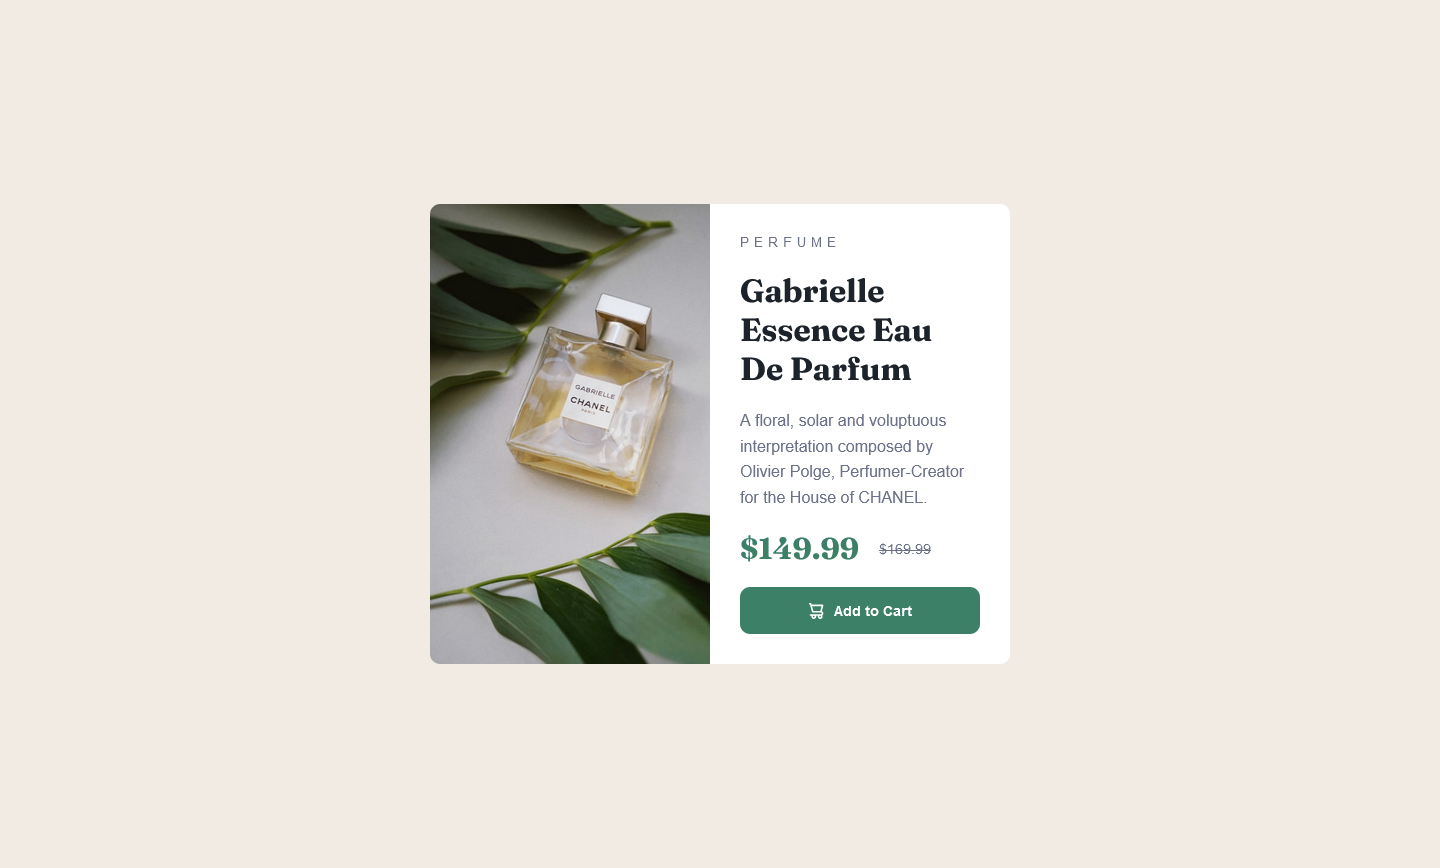 GABRIELLE
CHANEL
PARIS
PERFUME
Gabrielle
Essence Eau
De Parfum
A floral, solar and voluptuous
interpretation composed by
Olivier Polge, Perfumer-Creator
for the House of CHANEL.
$149.99 $169.99
Add to Cart